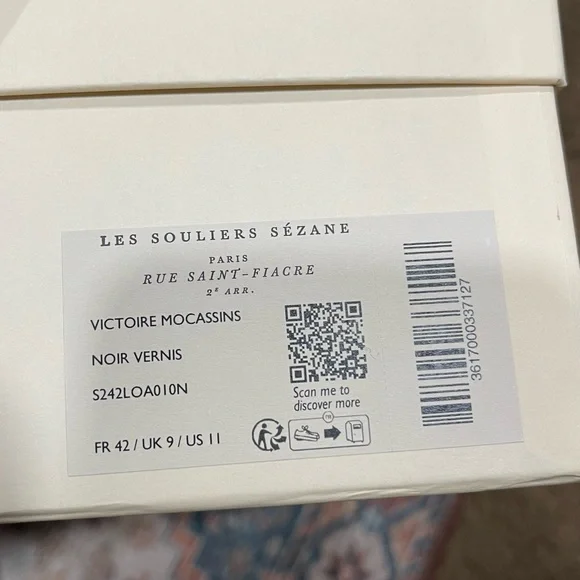 LES SOULIERS SÉZANE
PARIS
RUE SAINT-FIACRE
2E ARR.
VICTOIRE MOCASSINS
NOIR VERNIS
S242LOA010N
FR 42 / UK 9 / US 11
Scan me to
discover more
FR
3617000337127